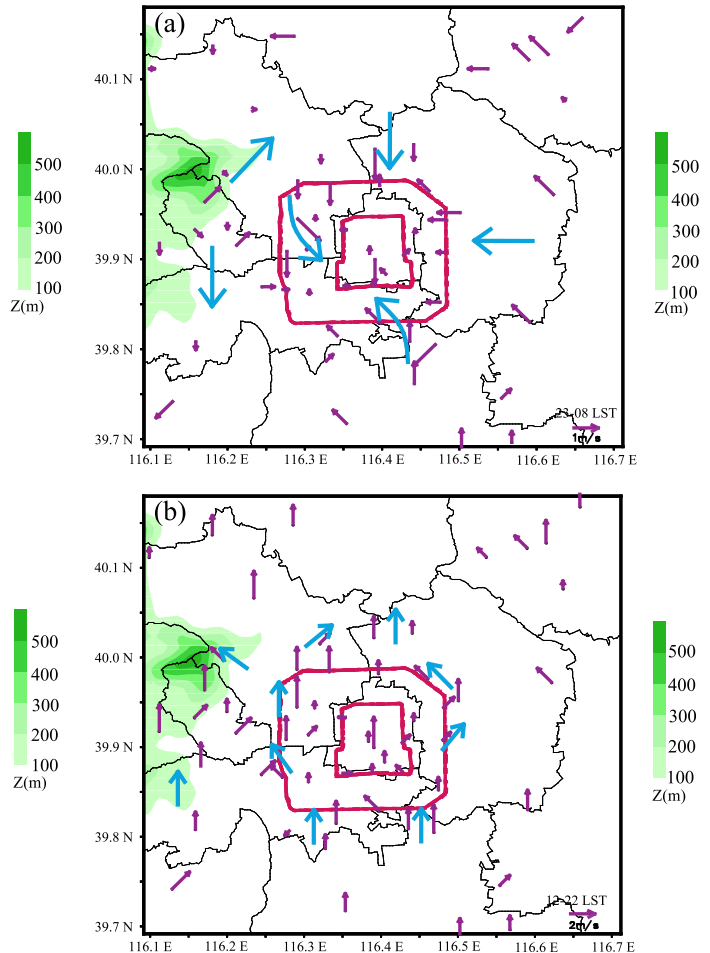 (a)
40.1 N
40.0 N
39.9 N
39.8 N
39.7 N
500
400
300
200
100
Z(m)
500
400
300
200
100
Z(m)
23-08 LST
1m/s
116.1 E 116.2 E 116.3 E 116.4 E 116.5 E 116.6 E 116.7 E
(b)
40.1 N
40.0 N
39.9 N
39.8 N
39.7 N
500
400
300
200
100
Z(m)
500
400
300
200
100
Z(m)
12-22 LST
2m/s
116.1 E 116.2 E 116.3 E 116.4 E 116.5 E 116.6 E 116.7 E